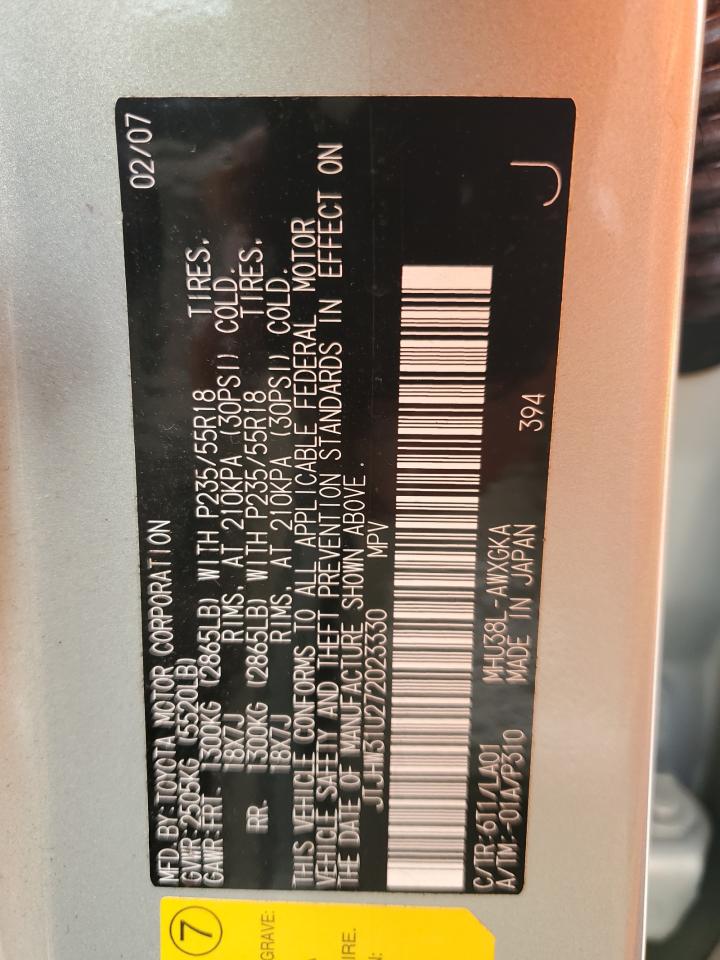 MFD.BY:TOYOTA MOTOR CORPORATION 02/07
GVWR:2505KG (5520LB)
GAWR:FRT. 1300KG (2865LB) WITH P235/55R18 TIRES,
18X7J RIMS, AT 210KPA (30PSI) COLD.
RR. 1300KG (2865LB) WITH P235/55R18 TIRES,
18X7J RIMS, AT 210KPA (30PSI) COLD.
THIS VEHICLE CONFORMS TO ALL APPLICABLE FEDERAL MOTOR
VEHICLE SAFETY AND THEFT PREVENTION STANDARDS IN EFFECT ON
THE DATE OF MANUFACTURE SHOWN ABOVE.
JTJHW31U272023330 MPV
C/TR:611/LA01 MHU38L-AWXGKA
A/TM:-01A/P310 MADE IN JAPAN 394 J
7
GRAVE:
IRE.
N: